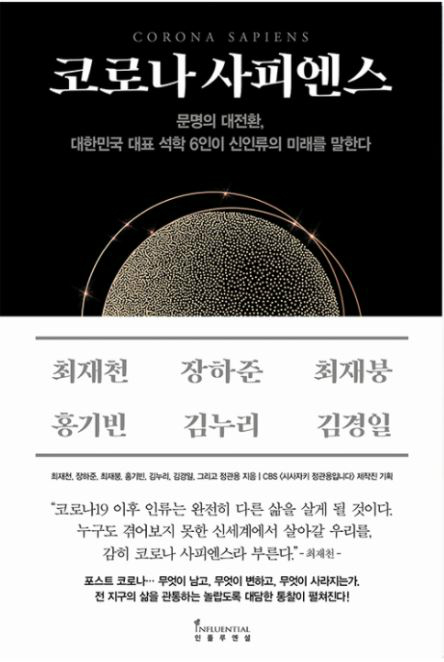 CORONA SAPIENS
코로나 사피엔스
문명의 대전환,
대한민국 대표 석학 6인이 신인류의 미래를 말한다
최재천 장하준 최재붕
홍기빈 김누리 김경일
최재천, 장하준, 최재붕, 홍기빈, 김누리, 김경일, 그리고 정관용 지음 | CBS 〈시사자키 정관용입니다〉 제작진 기획
“코로나19 이후 인류는 완전히 다른 삶을 살게 될 것이다.
누구도 겪어보지 못한 신세계에서 살아갈 우리를,
감히 코로나 사피엔스라 부른다.” - 최재천 -
포스트 코로나… 무엇이 남고, 무엇이 변하고, 무엇이 사라지는가.
전 지구의 삶을 관통하는 놀랍도록 대담한 통찰이 펼쳐진다!
INFLUENTIAL
인플루엔셜